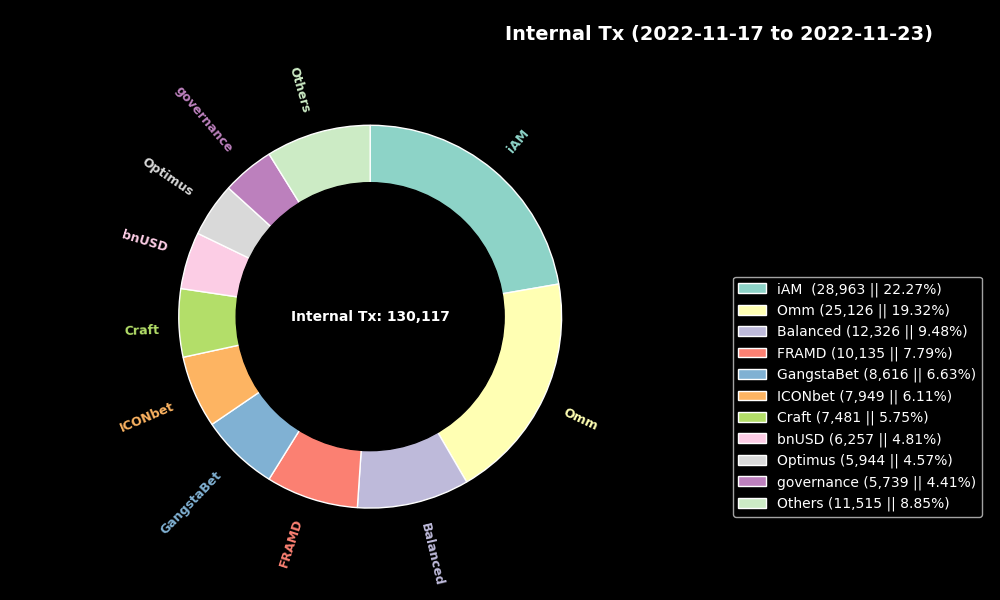 Internal Tx (2022-11-17 to 2022-11-23)
Others
governance
iAM
Optimus
bnUSD
Internal Tx: 130,117
Craft
ICONbet
Omm
GangstaBet
FRAMD
Balanced
iAM  (28,963 || 22.27%)
Omm (25,126 || 19.32%)
Balanced (12,326 || 9.48%)
FRAMD (10,135 || 7.79%)
GangstaBet (8,616 || 6.63%)
ICONbet (7,949 || 6.11%)
Craft (7,481 || 5.75%)
bnUSD (6,257 || 4.81%)
Optimus (5,944 || 4.57%)
governance (5,739 || 4.41%)
Others (11,515 || 8.85%)